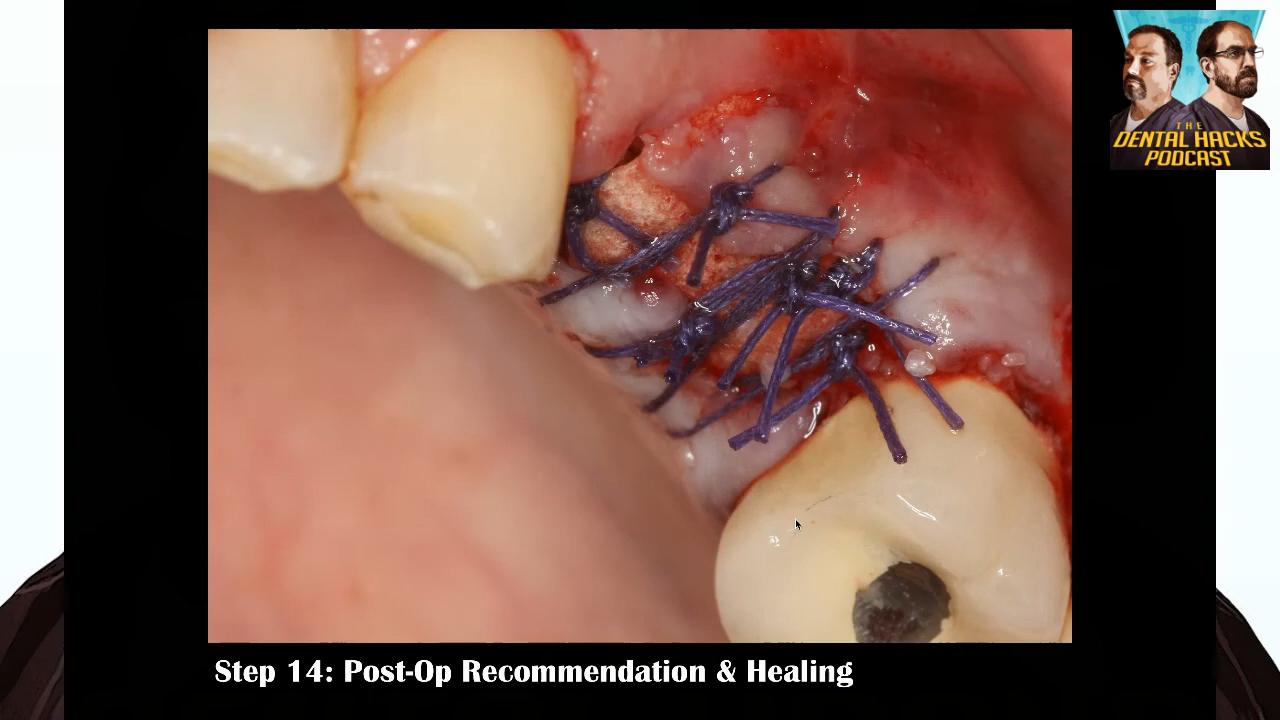 THE
DENTAL HACKS
PODCAST
Step 14: Post-Op Recommendation & Healing